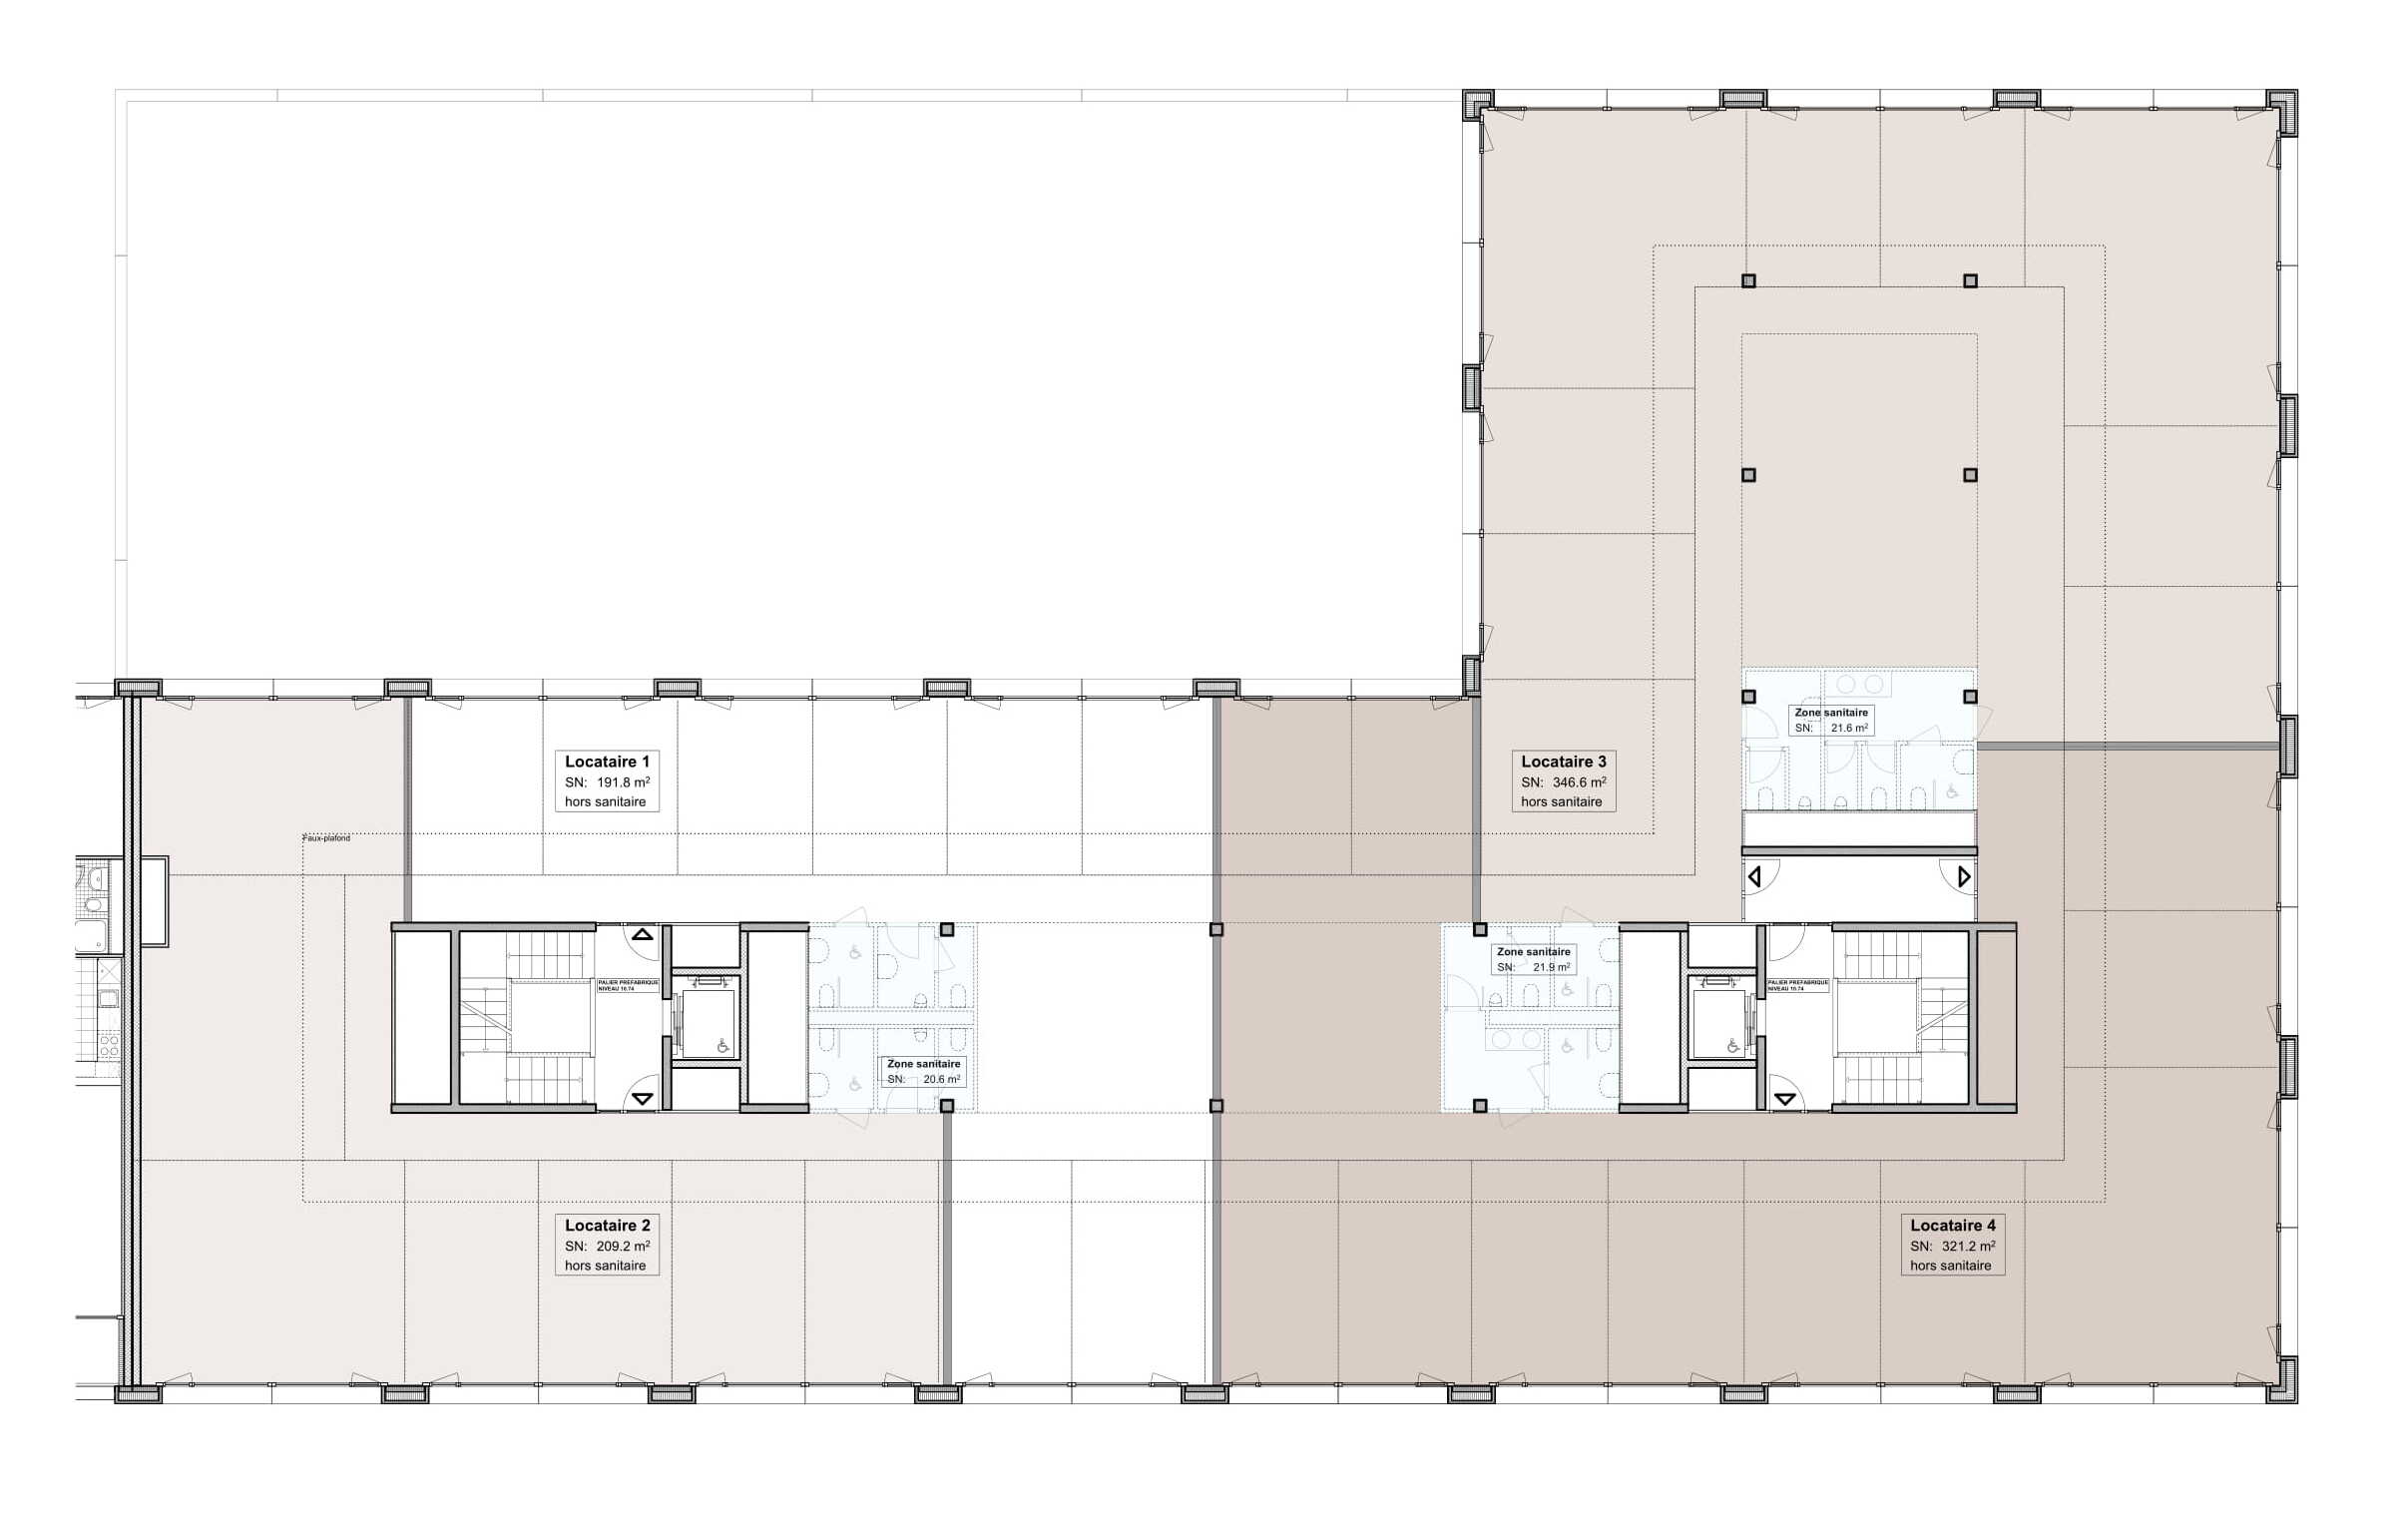 Locataire 1
SN: 191.8 m²
hors sanitaire
Locataire 3
SN: 346.6 m²
hors sanitaire
Zone sanitaire
SN: 21.6 m²
Faux-plafond
PALIER PREFABRIQUE
NIVEAU 10.74
Zone sanitaire
SN: 21.9 m²
PALIER PREFABRIQUE
NIVEAU 10.74
Zone sanitaire
SN: 20.6 m²
Locataire 2
SN: 209.2 m²
hors sanitaire
Locataire 4
SN: 321.2 m²
hors sanitaire